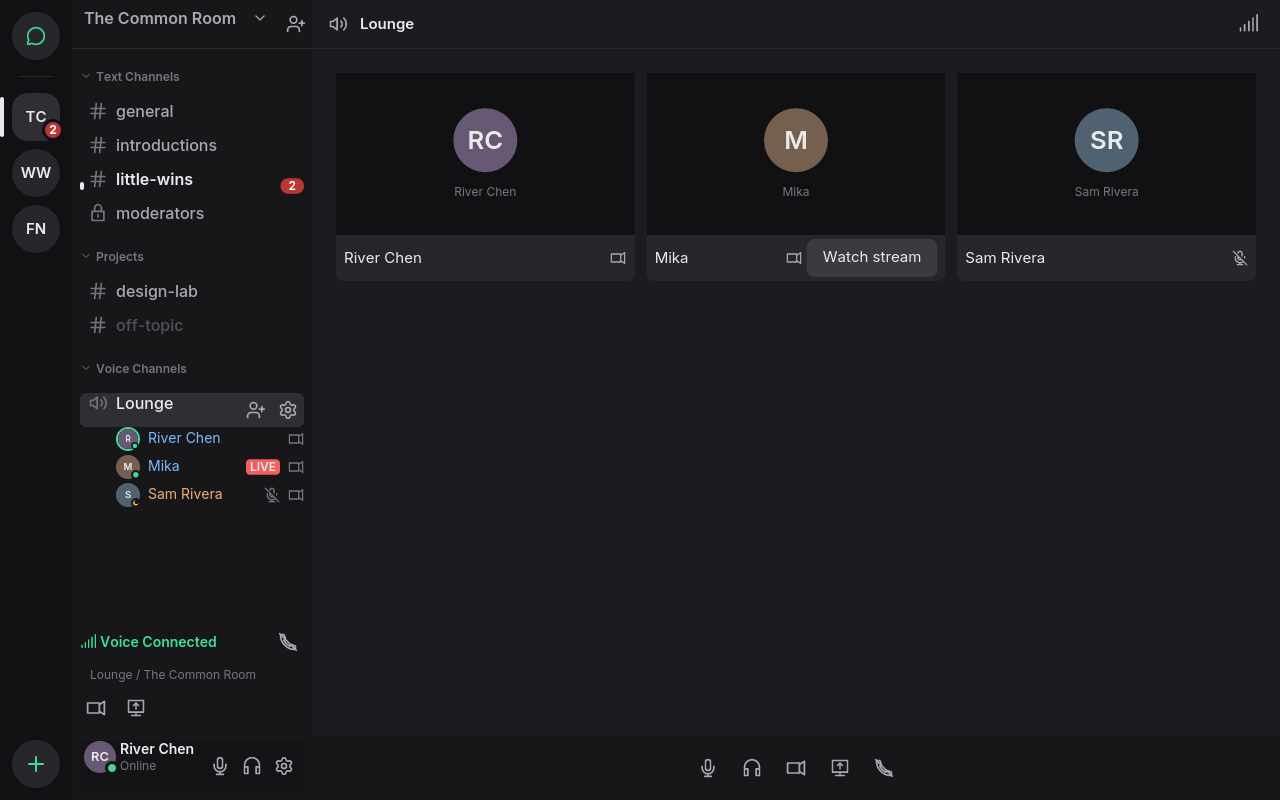 TC
2
WW
FN
The Common Room
Text Channels
general
introductions
little-wins
2
moderators
Projects
design-lab
off-topic
Voice Channels
Lounge
R
River Chen
M
Mika
LIVE
S
Sam Rivera
Voice Connected
Lounge / The Common Room
RC
River Chen
Online
Lounge
RC
River Chen
River Chen
M
Mika
Mika
Watch stream
SR
Sam Rivera
Sam Rivera